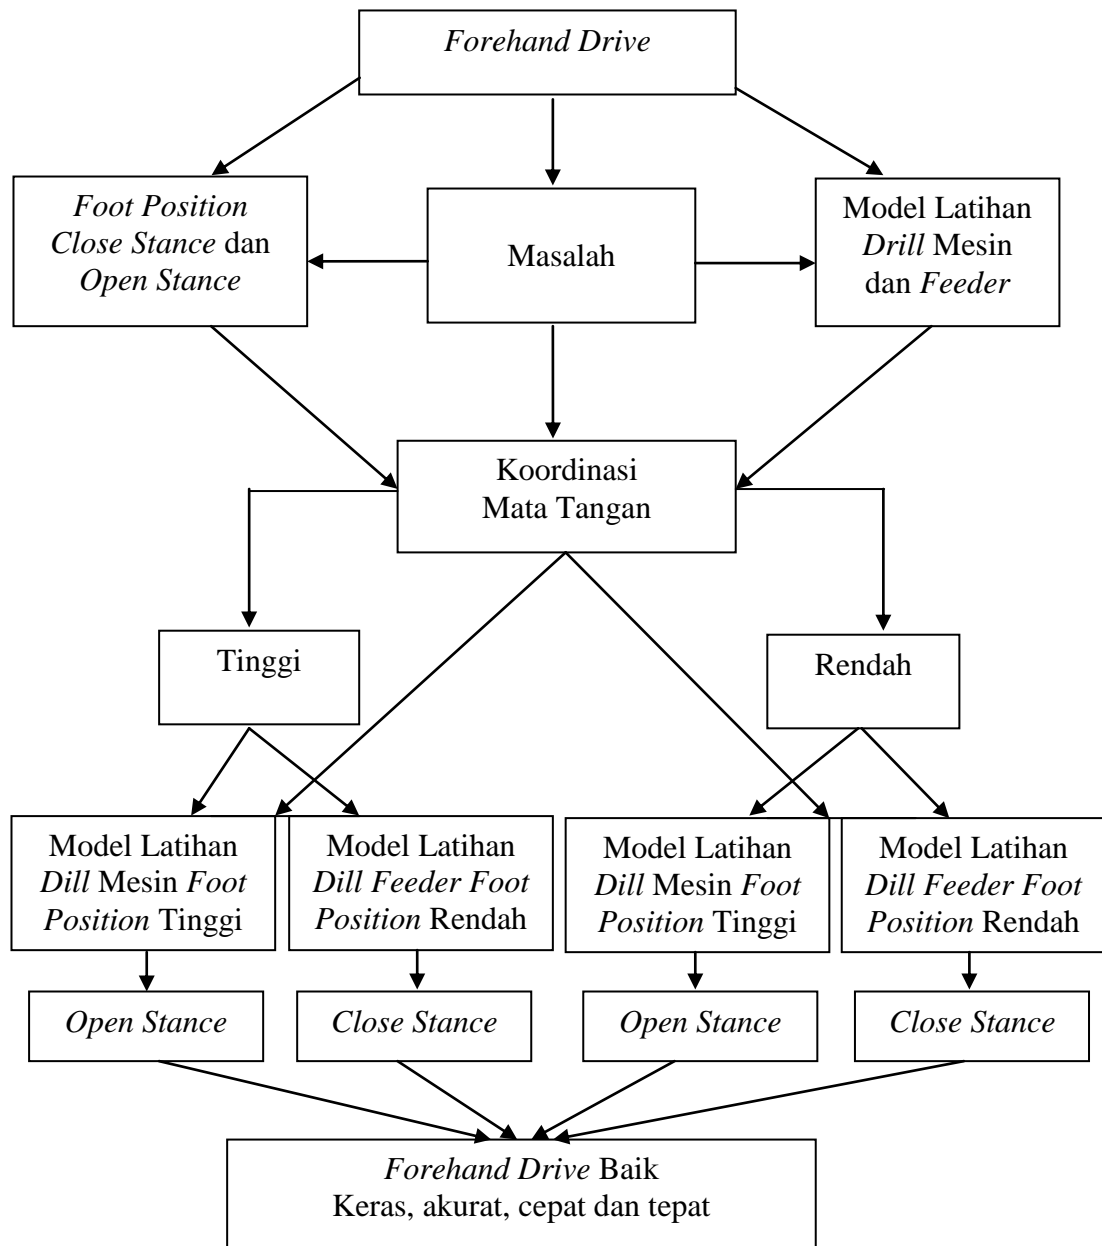 Forehand Drive
Foot Position
Close Stance dan
Open Stance
Masalah
Model Latihan
Drill Mesin
dan Feeder
Koordinasi
Mata Tangan
Tinggi
Rendah
Model Latihan
Dill Mesin Foot
Position Tinggi
Model Latihan
Dill Feeder Foot
Position Rendah
Model Latihan
Dill Mesin Foot
Position Tinggi
Model Latihan
Dill Feeder Foot
Position Rendah
Open Stance
Close Stance
Open Stance
Close Stance
Forehand Drive Baik
Keras, akurat, cepat dan tepat